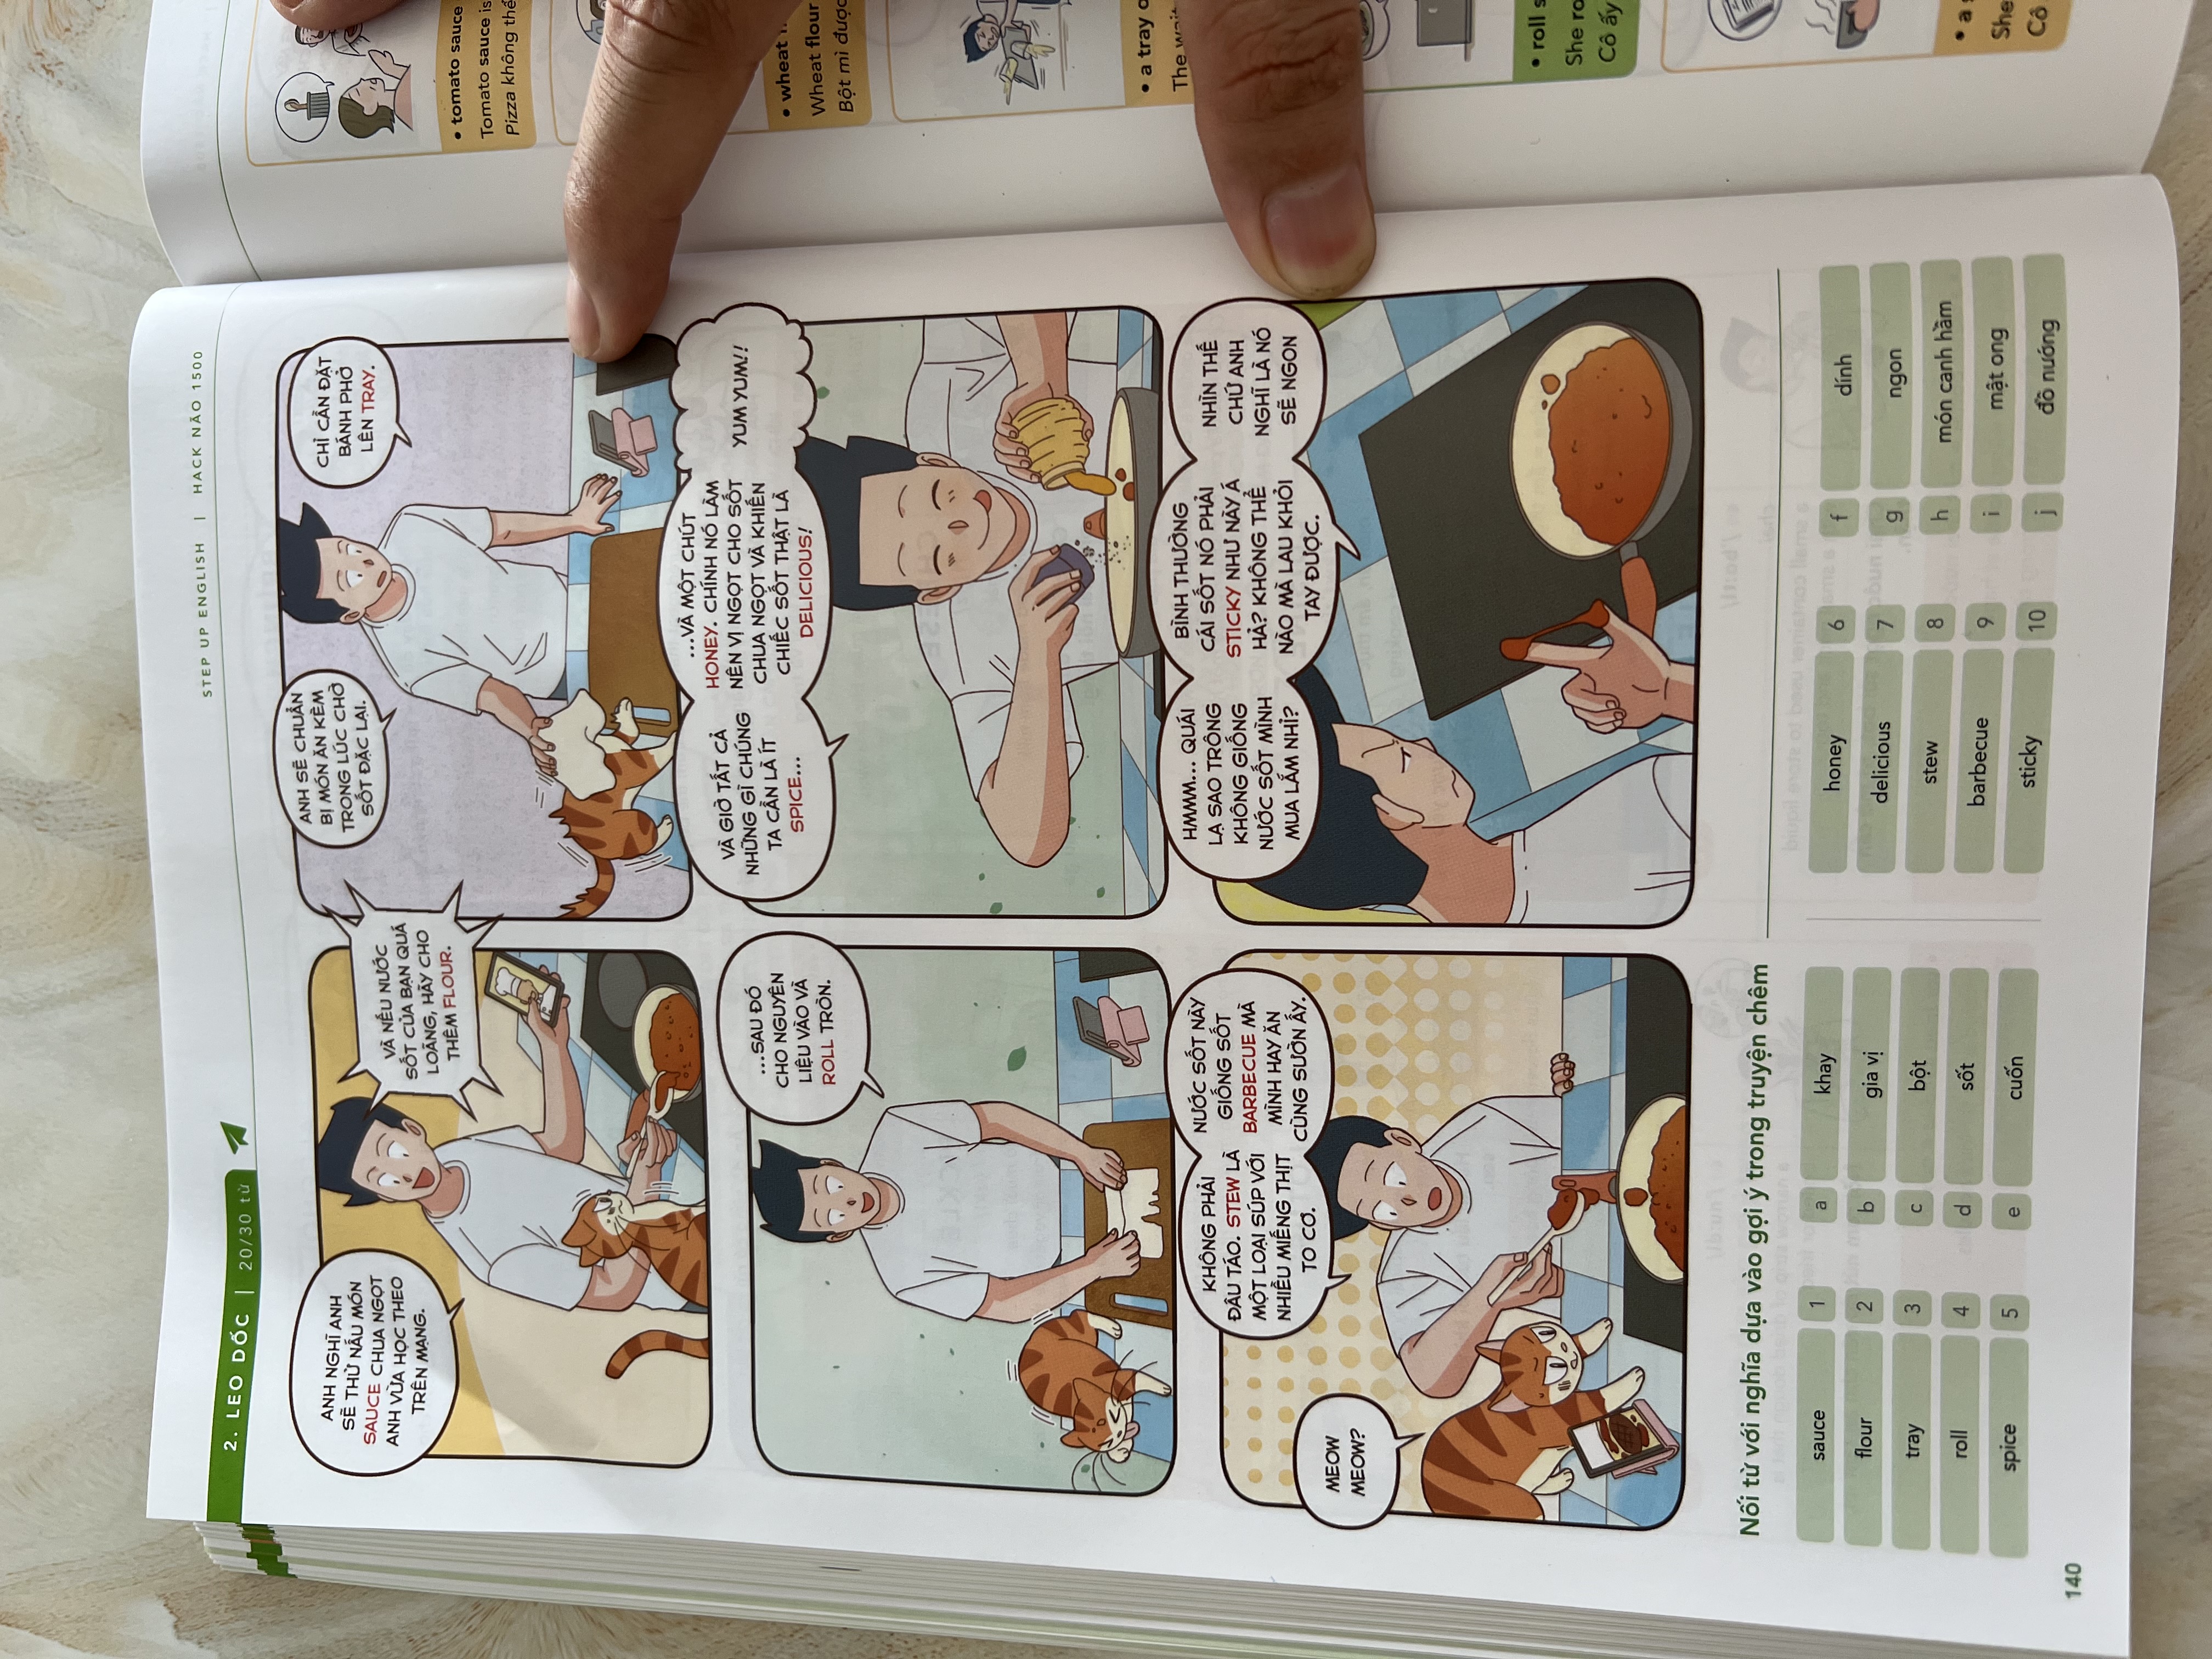 STEP UP ENGLISH | HACK NÃO 1500
2. LEO DỐC | 20/30 từ
ANH NGHĨ ANH
SẼ THỬ NẤU MÓN
SAUCE CHUA NGỌT
ANH VỪA HỌC THEO
TRÊN MẠNG.
VÀ NẾU NƯỚC
SỐT CỦA BẠN QUÁ
LOÃNG, HÃY CHO
THÊM FLOUR.
ANH SẼ CHUẨN
BỊ MÓN ĂN KÈM
TRONG LÚC CHỜ
SỐT ĐẶC LẠI.
CHỈ CẦN ĐẶT
BÁNH PHỞ
LÊN TRAY.
...SAU ĐÓ
CHO NGUYÊN
LIỆU VÀO VÀ
ROLL TRÒN.
VÀ GIỜ TẤT CẢ
NHỮNG GÌ CHÚNG
TA CẦN LÀ ÍT
SPICE...
...VÀ MỘT CHÚT
HONEY. CHÍNH NÓ LÀM
NÊN VỊ NGỌT CHO SỐT
CHUA NGỌT VÀ KHIẾN
CHIẾC SỐT THẬT LÀ
DELICIOUS!
YUM YUM!!
MEOW
MEOW?
KHÔNG PHẢI
ĐÂU TÁO. STEW LÀ
MỘT LOẠI SÚP VỚI
NHIỀU MIẾNG THỊT
TO CƠ.
NƯỚC SỐT NÀY
GIỐNG SỐT
BARBECUE MÀ
MÌNH HAY ĂN
CÙNG SƯỜN ẤY.
HMMM... QUÁI
LẠ SAO TRÔNG
KHÔNG GIỐNG
NƯỚC SỐT MÌNH
MUA LẮM NHỈ?
BÌNH THƯỜNG
CÁI SỐT NÓ PHẢI
STICKY NHƯ NÀY Á
HẢ? KHÔNG THỂ
NÀO MÀ LAU KHỎI
TAY ĐƯỢC.
NHÌN THẾ
CHỨ ANH
NGHĨ LÀ NÓ
SẼ NGON
Nối từ với nghĩa dựa vào gợi ý trong truyện chêm
sauce 1 a khay
flour 2 b gia vị
tray 3 c bột
roll 4 d sốt
spice 5 e cuốn
honey 6 f dính
delicious 7 g ngon
stew 8 h món canh hầm
barbecue 9 i mật ong
sticky 10 j đồ nướng
140
• tomato sauce
Tomato sauce is
Pizza không thể
• wheat
Wheat flour
Bột mì được
• a tray
The
• roll
She
Cô ấy
• a
She
Cô